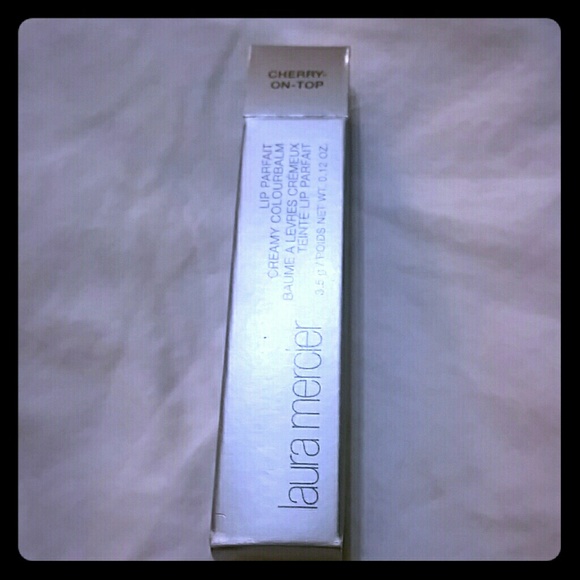 CHERRY-
ON-TOP
LIP PARFAIT
CREAMY COLOURBALM
BAUME À LÈVRES CRÉMEUX
TEINTÉ LIP PARFAIT
3.5 g / POIDS NET WT. 0.12 OZ.
laura mercier